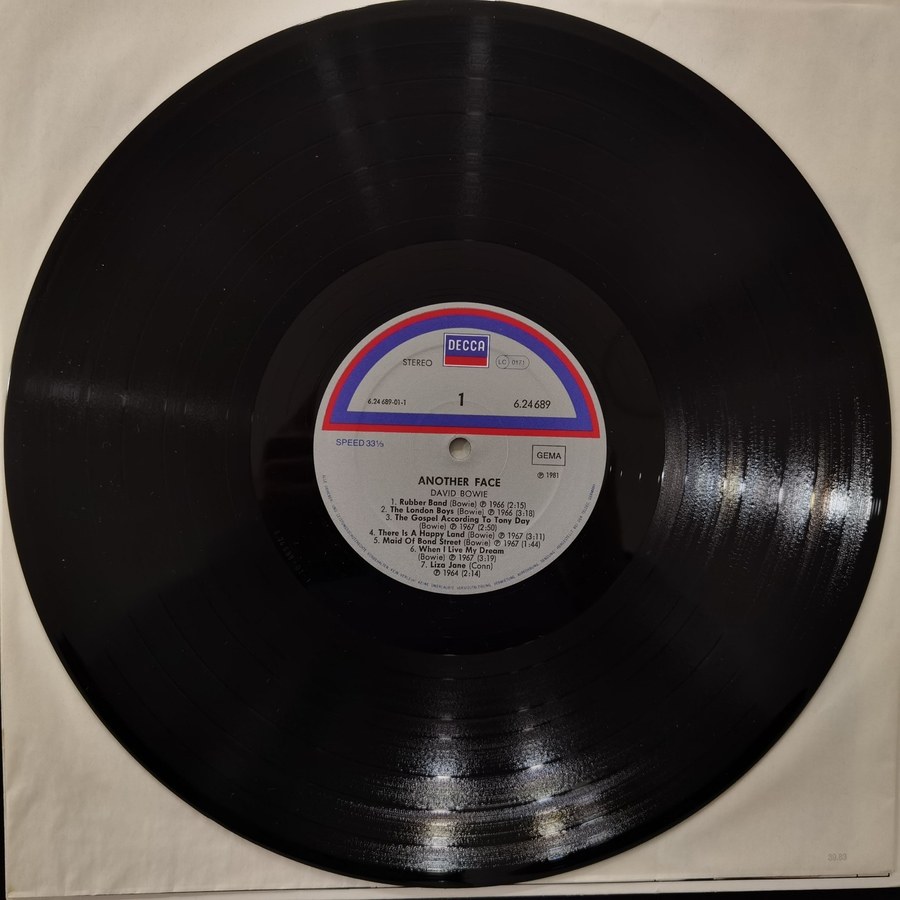 DECCA
STEREO
LC 0171
6.24 689-01-1
1
6.24 689
SPEED 33⅓
GEMA
℗ 1981
ANOTHER FACE
DAVID BOWIE
1. Rubber Band (Bowie) ℗ 1966 (2:15)
2. The London Boys (Bowie) ℗ 1966 (3:18)
3. The Gospel According To Tony Day
(Bowie) ℗ 1967 (2:50)
4. There Is A Happy Land (Bowie) ℗ 1967 (3:11)
5. Maid Of Bond Street (Bowie) ℗ 1967 (1:44)
6. When I Live My Dream
(Bowie) ℗ 1967 (3:19)
7. Liza Jane (Conn)
℗ 1964 (2:14)